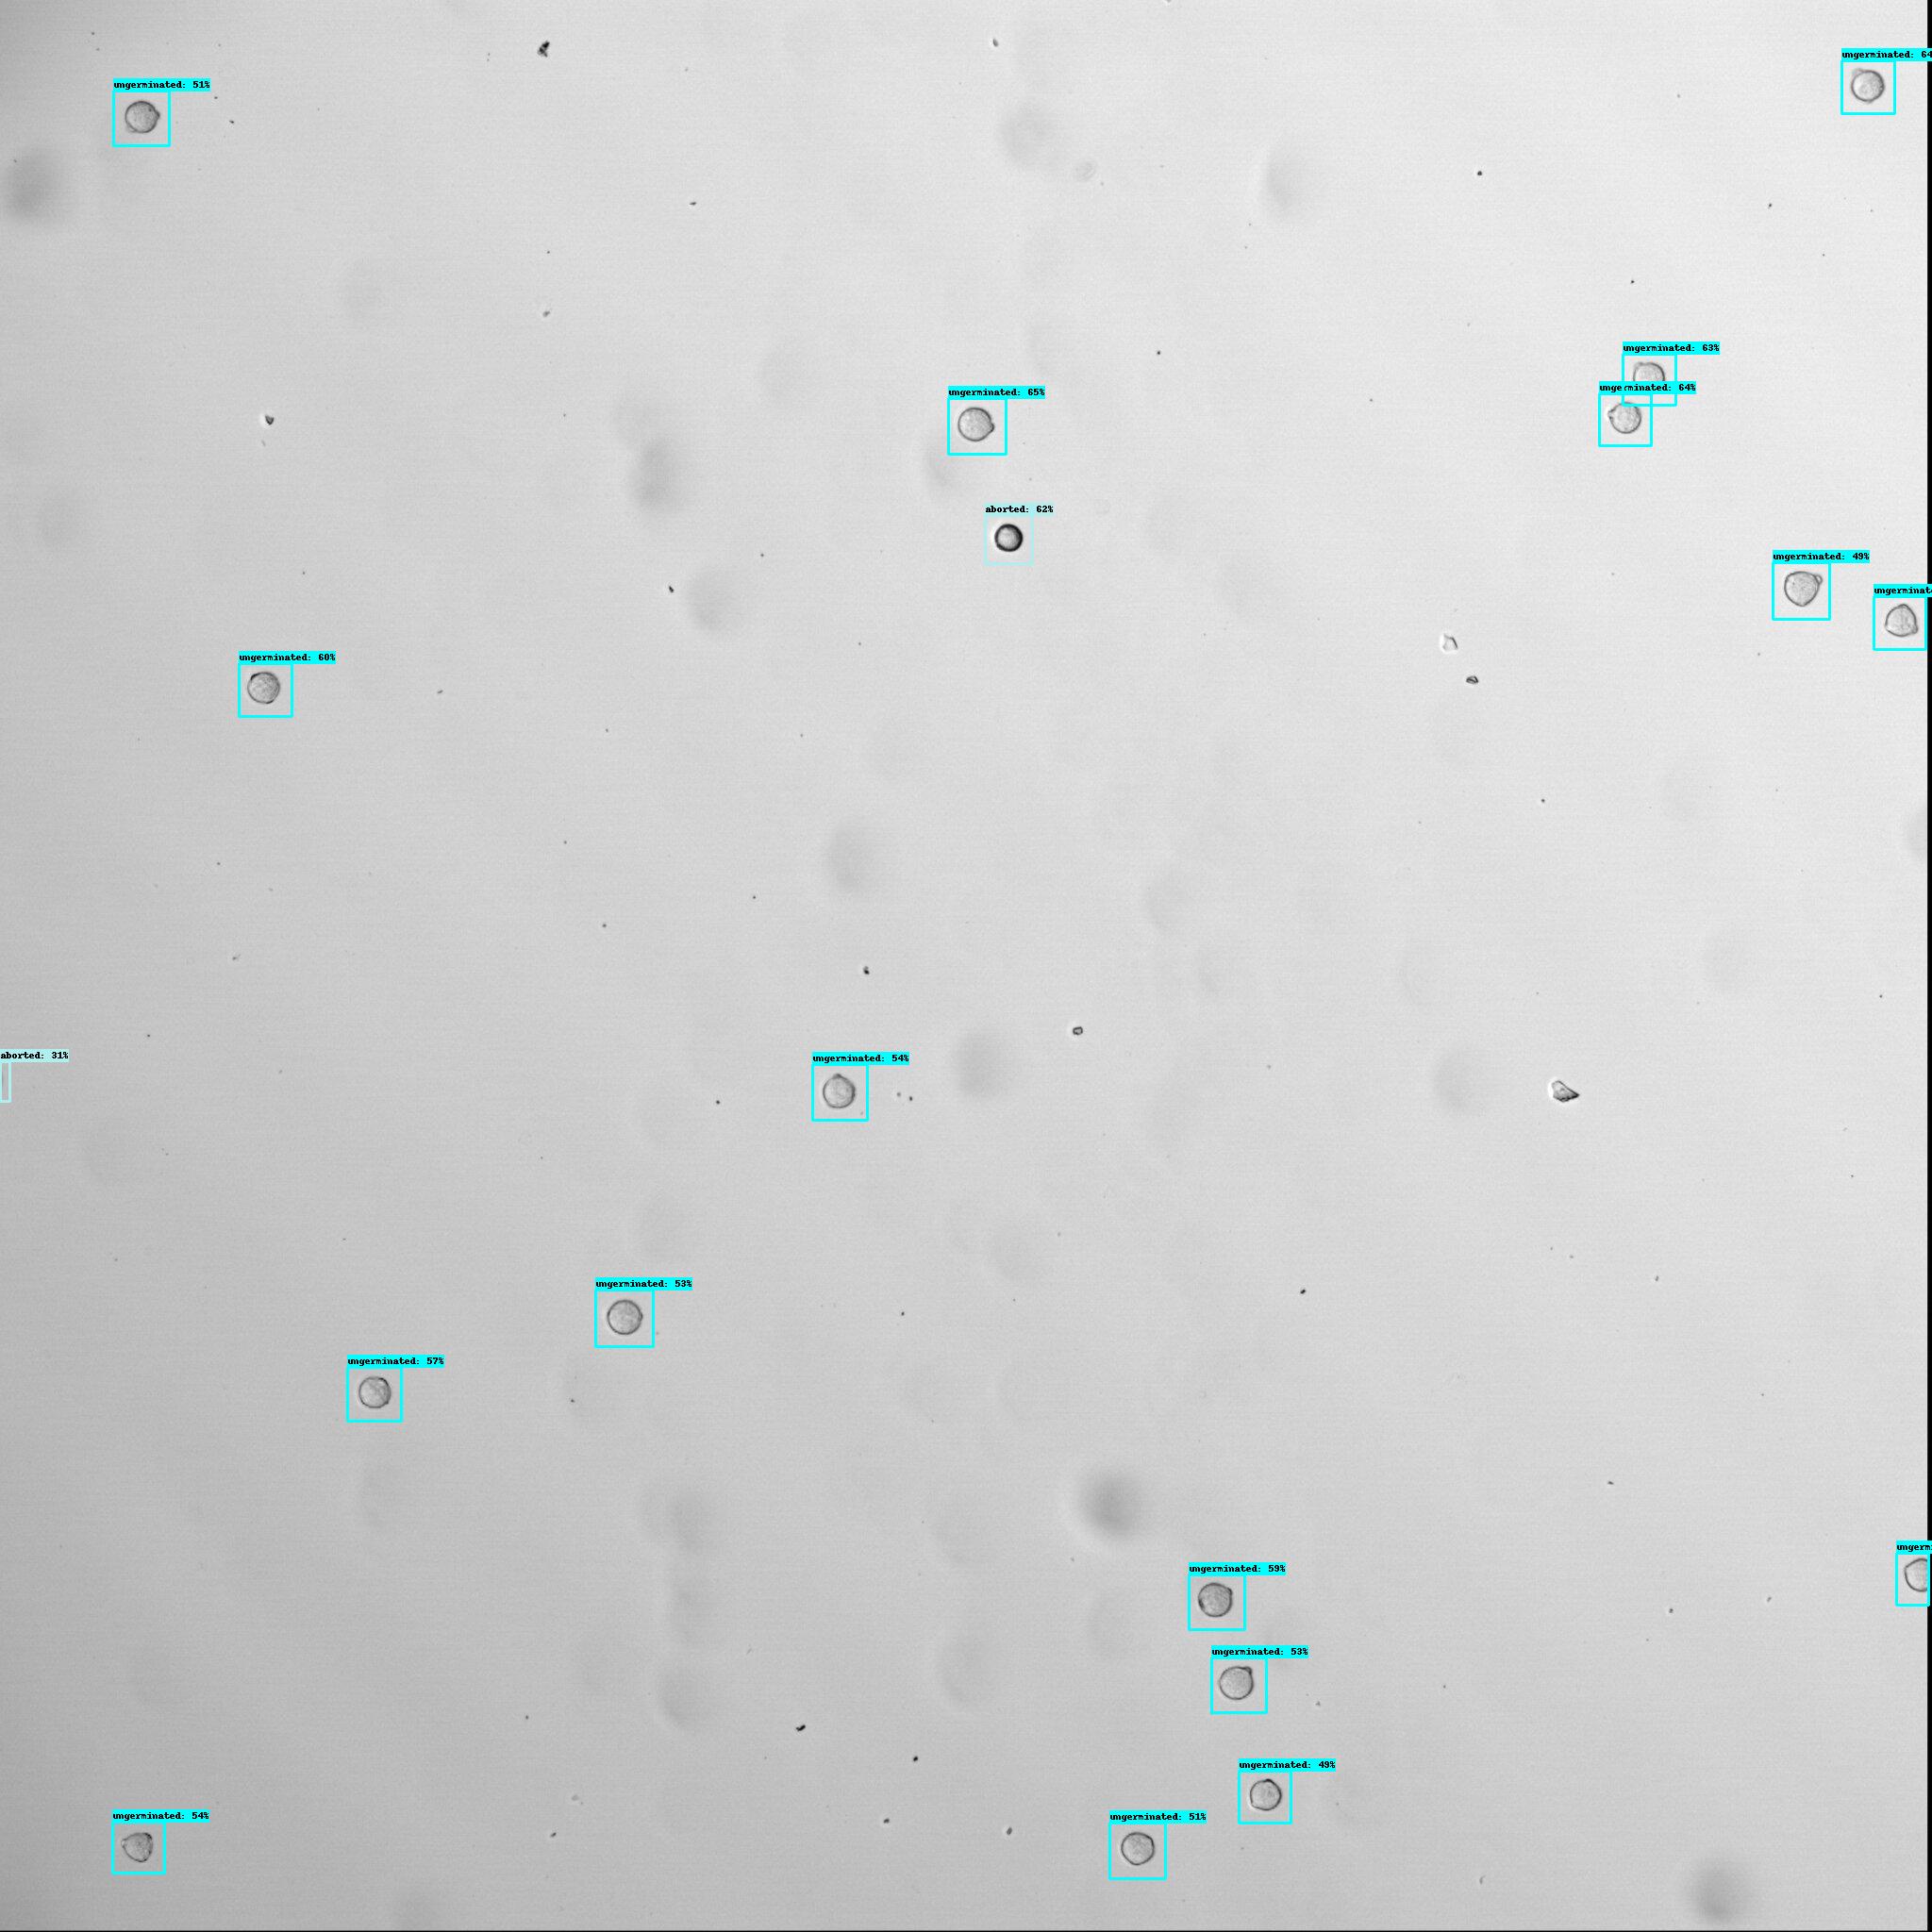 ungerminated: 64
ungerminated: 51%
ungerminated: 63%
ungerminated: 64%
ungerminated: 65%
aborted: 62%
ungerminated: 49%
ungerminat
ungerminated: 60%
aborted: 31%
ungerminated: 54%
ungerminated: 53%
ungerminated: 57%
ungerm
ungerminated: 59%
ungerminated: 53%
ungerminated: 49%
ungerminated: 54%
ungerminated: 51%